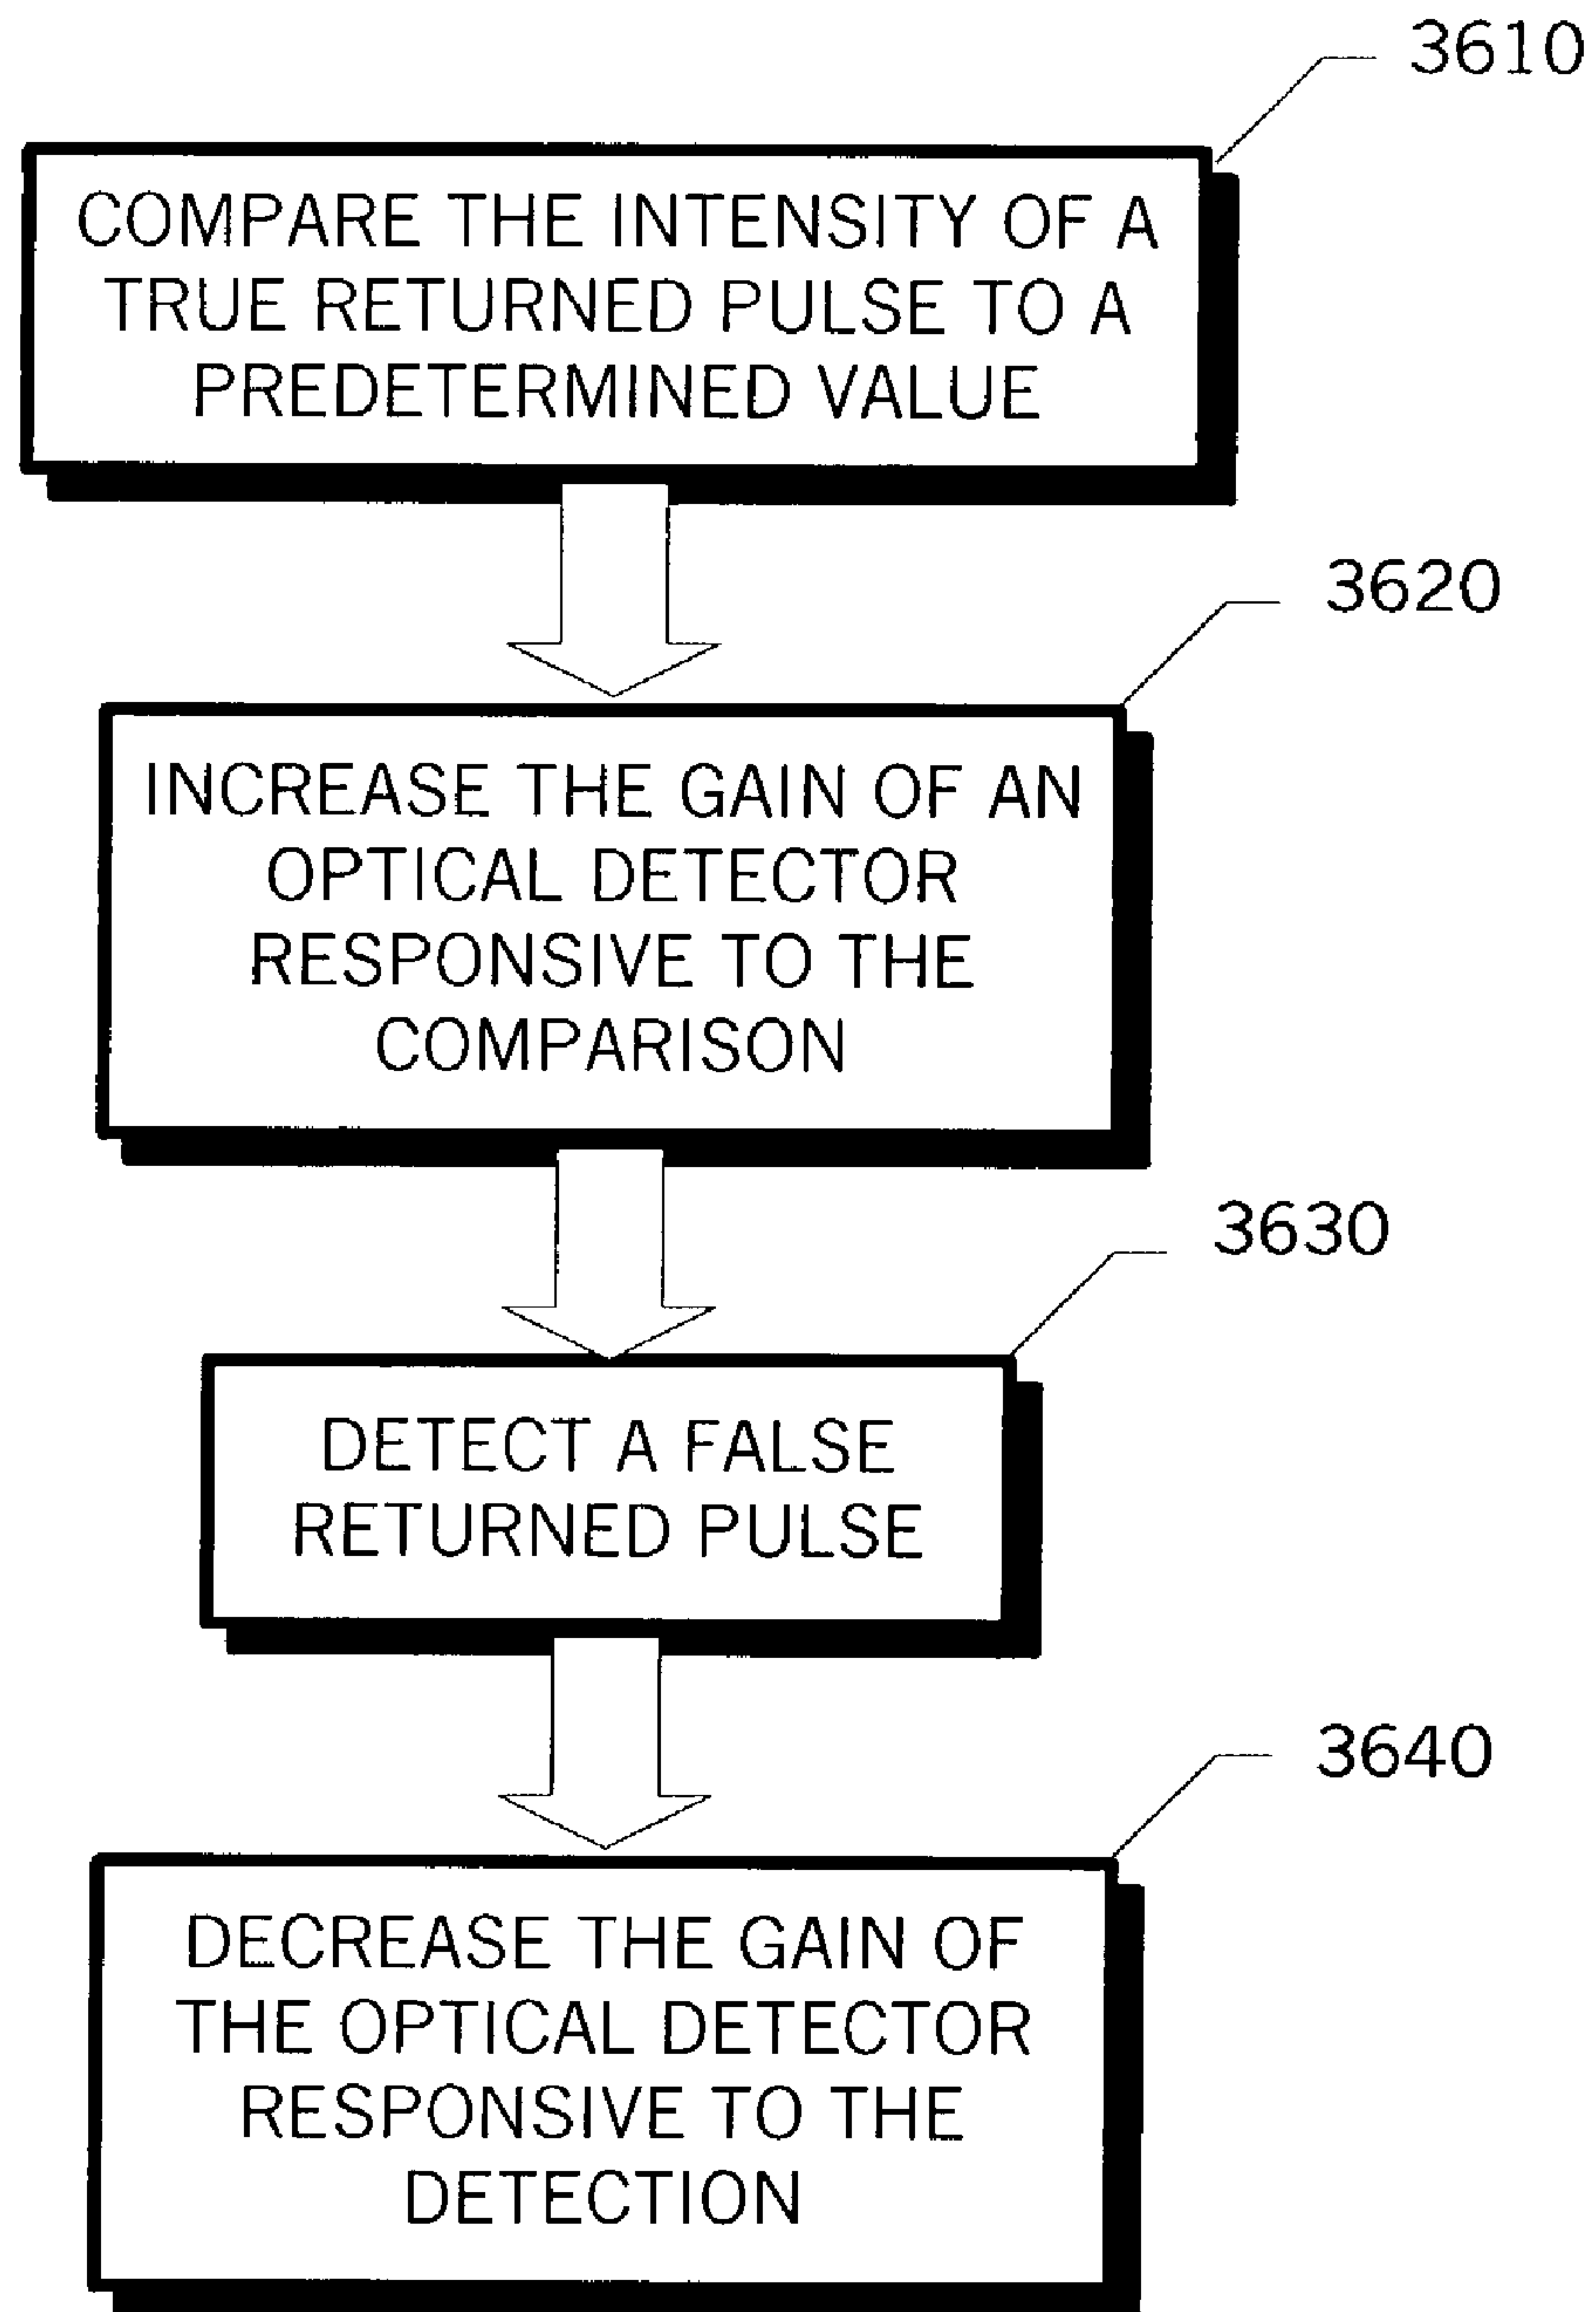 3610
COMPARE THE INTENSITY OF A
TRUE RETURNED PULSE TO A
PREDETERMINED VALUE
3620
INCREASE THE GAIN OF AN
OPTICAL DETECTOR
RESPONSIVE TO THE
COMPARISON
3630
DETECT A FALSE
RETURNED PULSE
3640
DECREASE THE GAIN OF
THE OPTICAL DETECTOR
RESPONSIVE TO THE
DETECTION